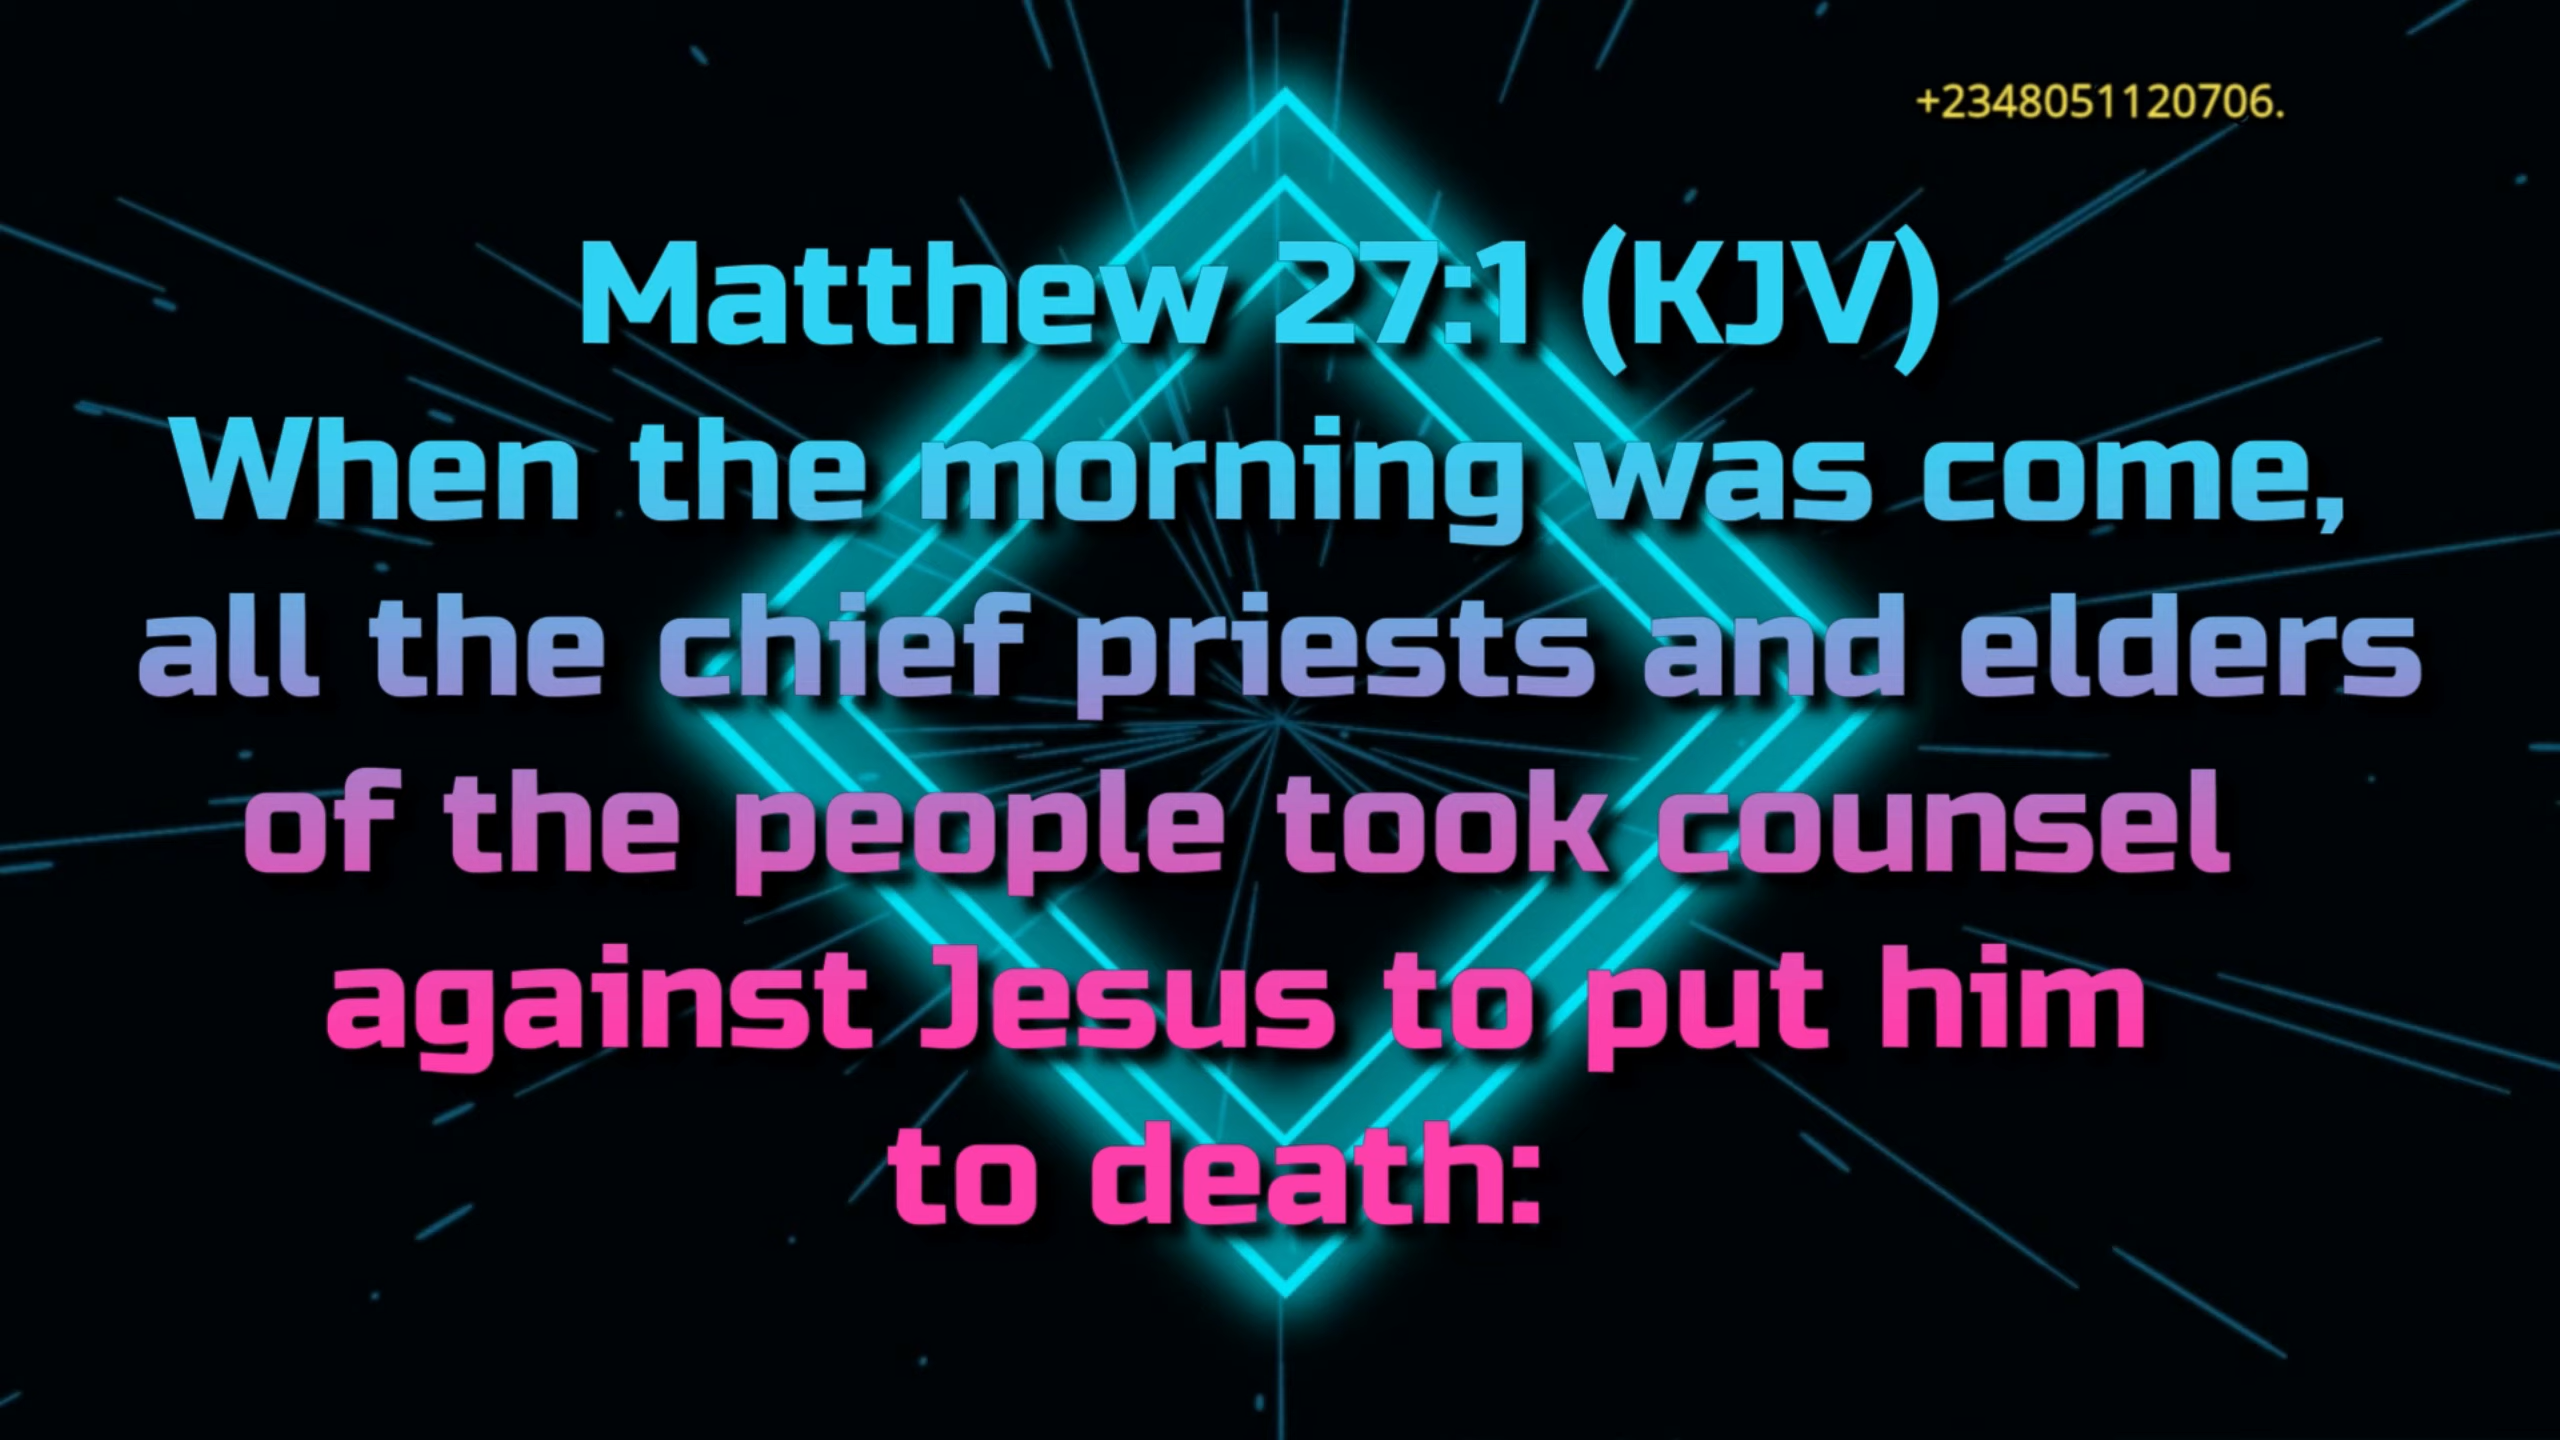 +2348051120706.
Matthew 27:1 (KJV)
When the morning was come,
all the chief priests and elders
of the people took counsel
against Jesus to put him
to death: